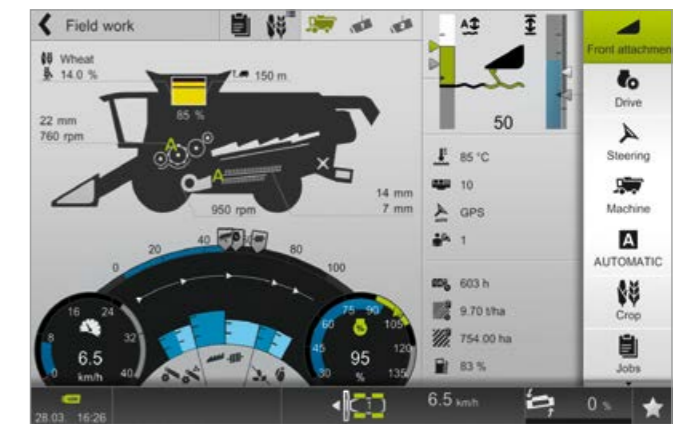 Field work
Wheat
14.0 %
150 m
85 %
22 mm
760 rpm
950 rpm
14 mm
7 mm
0
20
40
60
80
100
0
8
16
24
32
40
6.5
km/h
30
45
60
75
90
105
120
135
95
%
A
50
85 °C
10
GPS
1
603 h
9.70 t/ha
754.00 ha
83 %
Front attachmen
Drive
Steering
Machine
A
AUTOMATIC
Crop
Jobs
28.03. 16:26
6.5 km/h
0 %